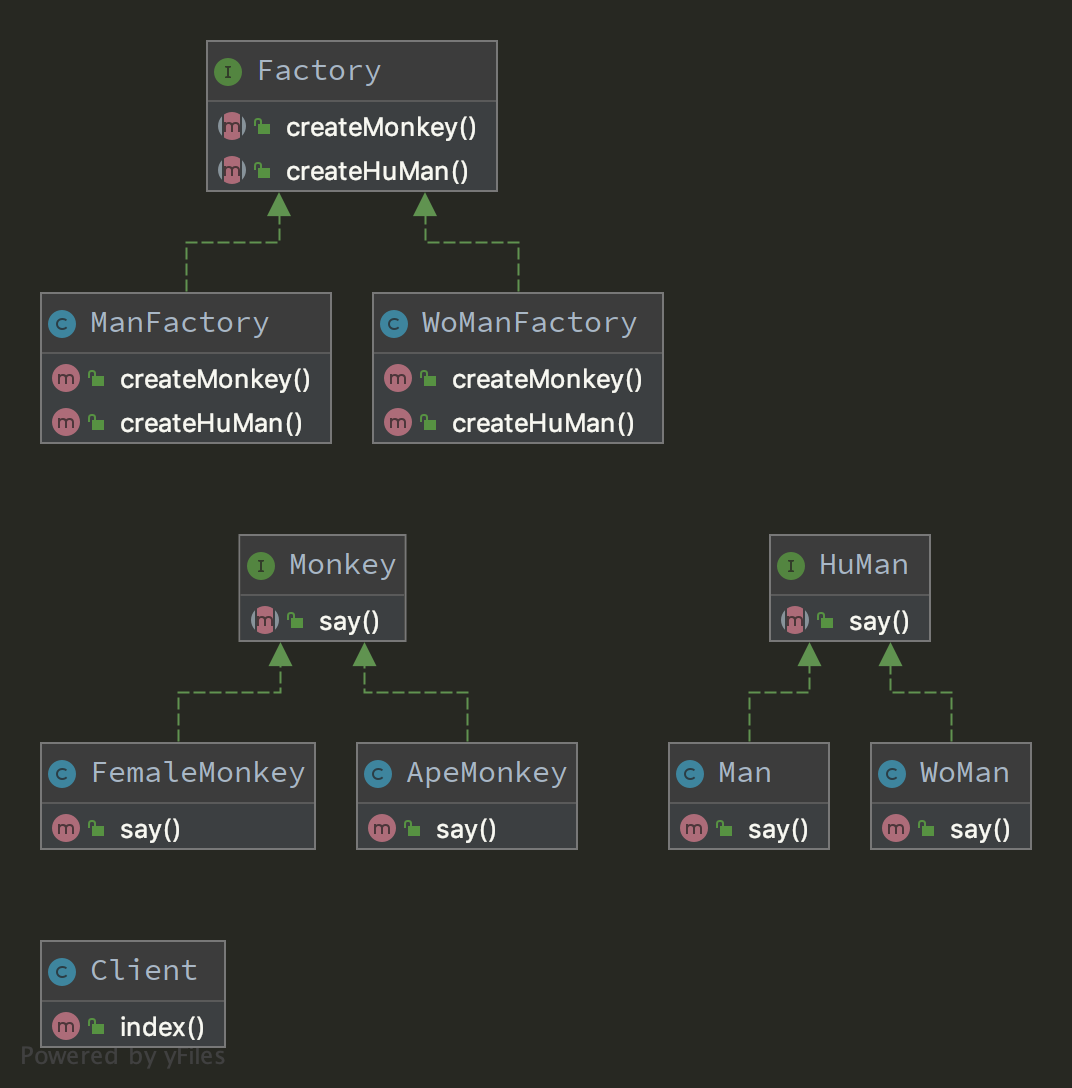 Factory
createMonkey()
createHuMan()
ManFactory
createMonkey()
createHuMan()
WoManFactory
createMonkey()
createHuMan()
Monkey
say()
HuMan
say()
FemaleMonkey
say()
ApeMonkey
say()
Man
say()
WoMan
say()
Client
index()
Powered by yFiles